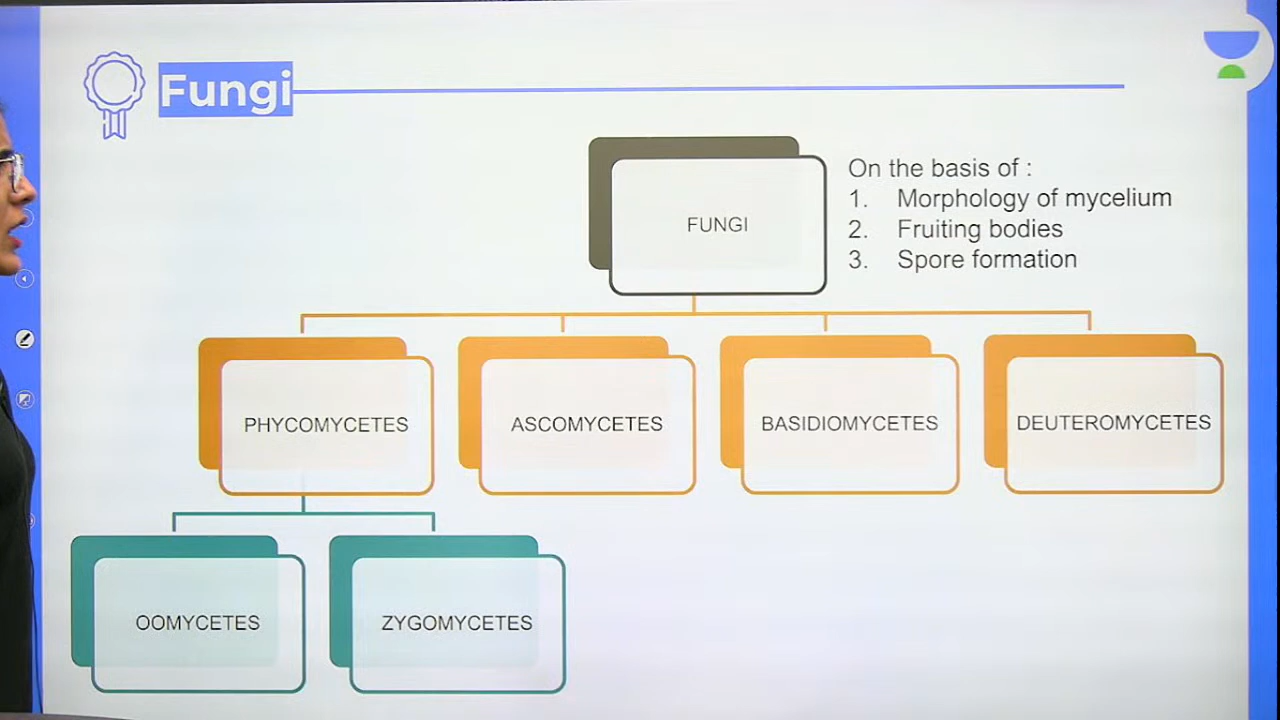 Fungi
FUNGI
On the basis of :
1. Morphology of mycelium
2. Fruiting bodies
3. Spore formation
PHYCOMYCETES
ASCOMYCETES
BASIDIOMYCETES
DEUTEROMYCETES
OOMYCETES
ZYGOMYCETES